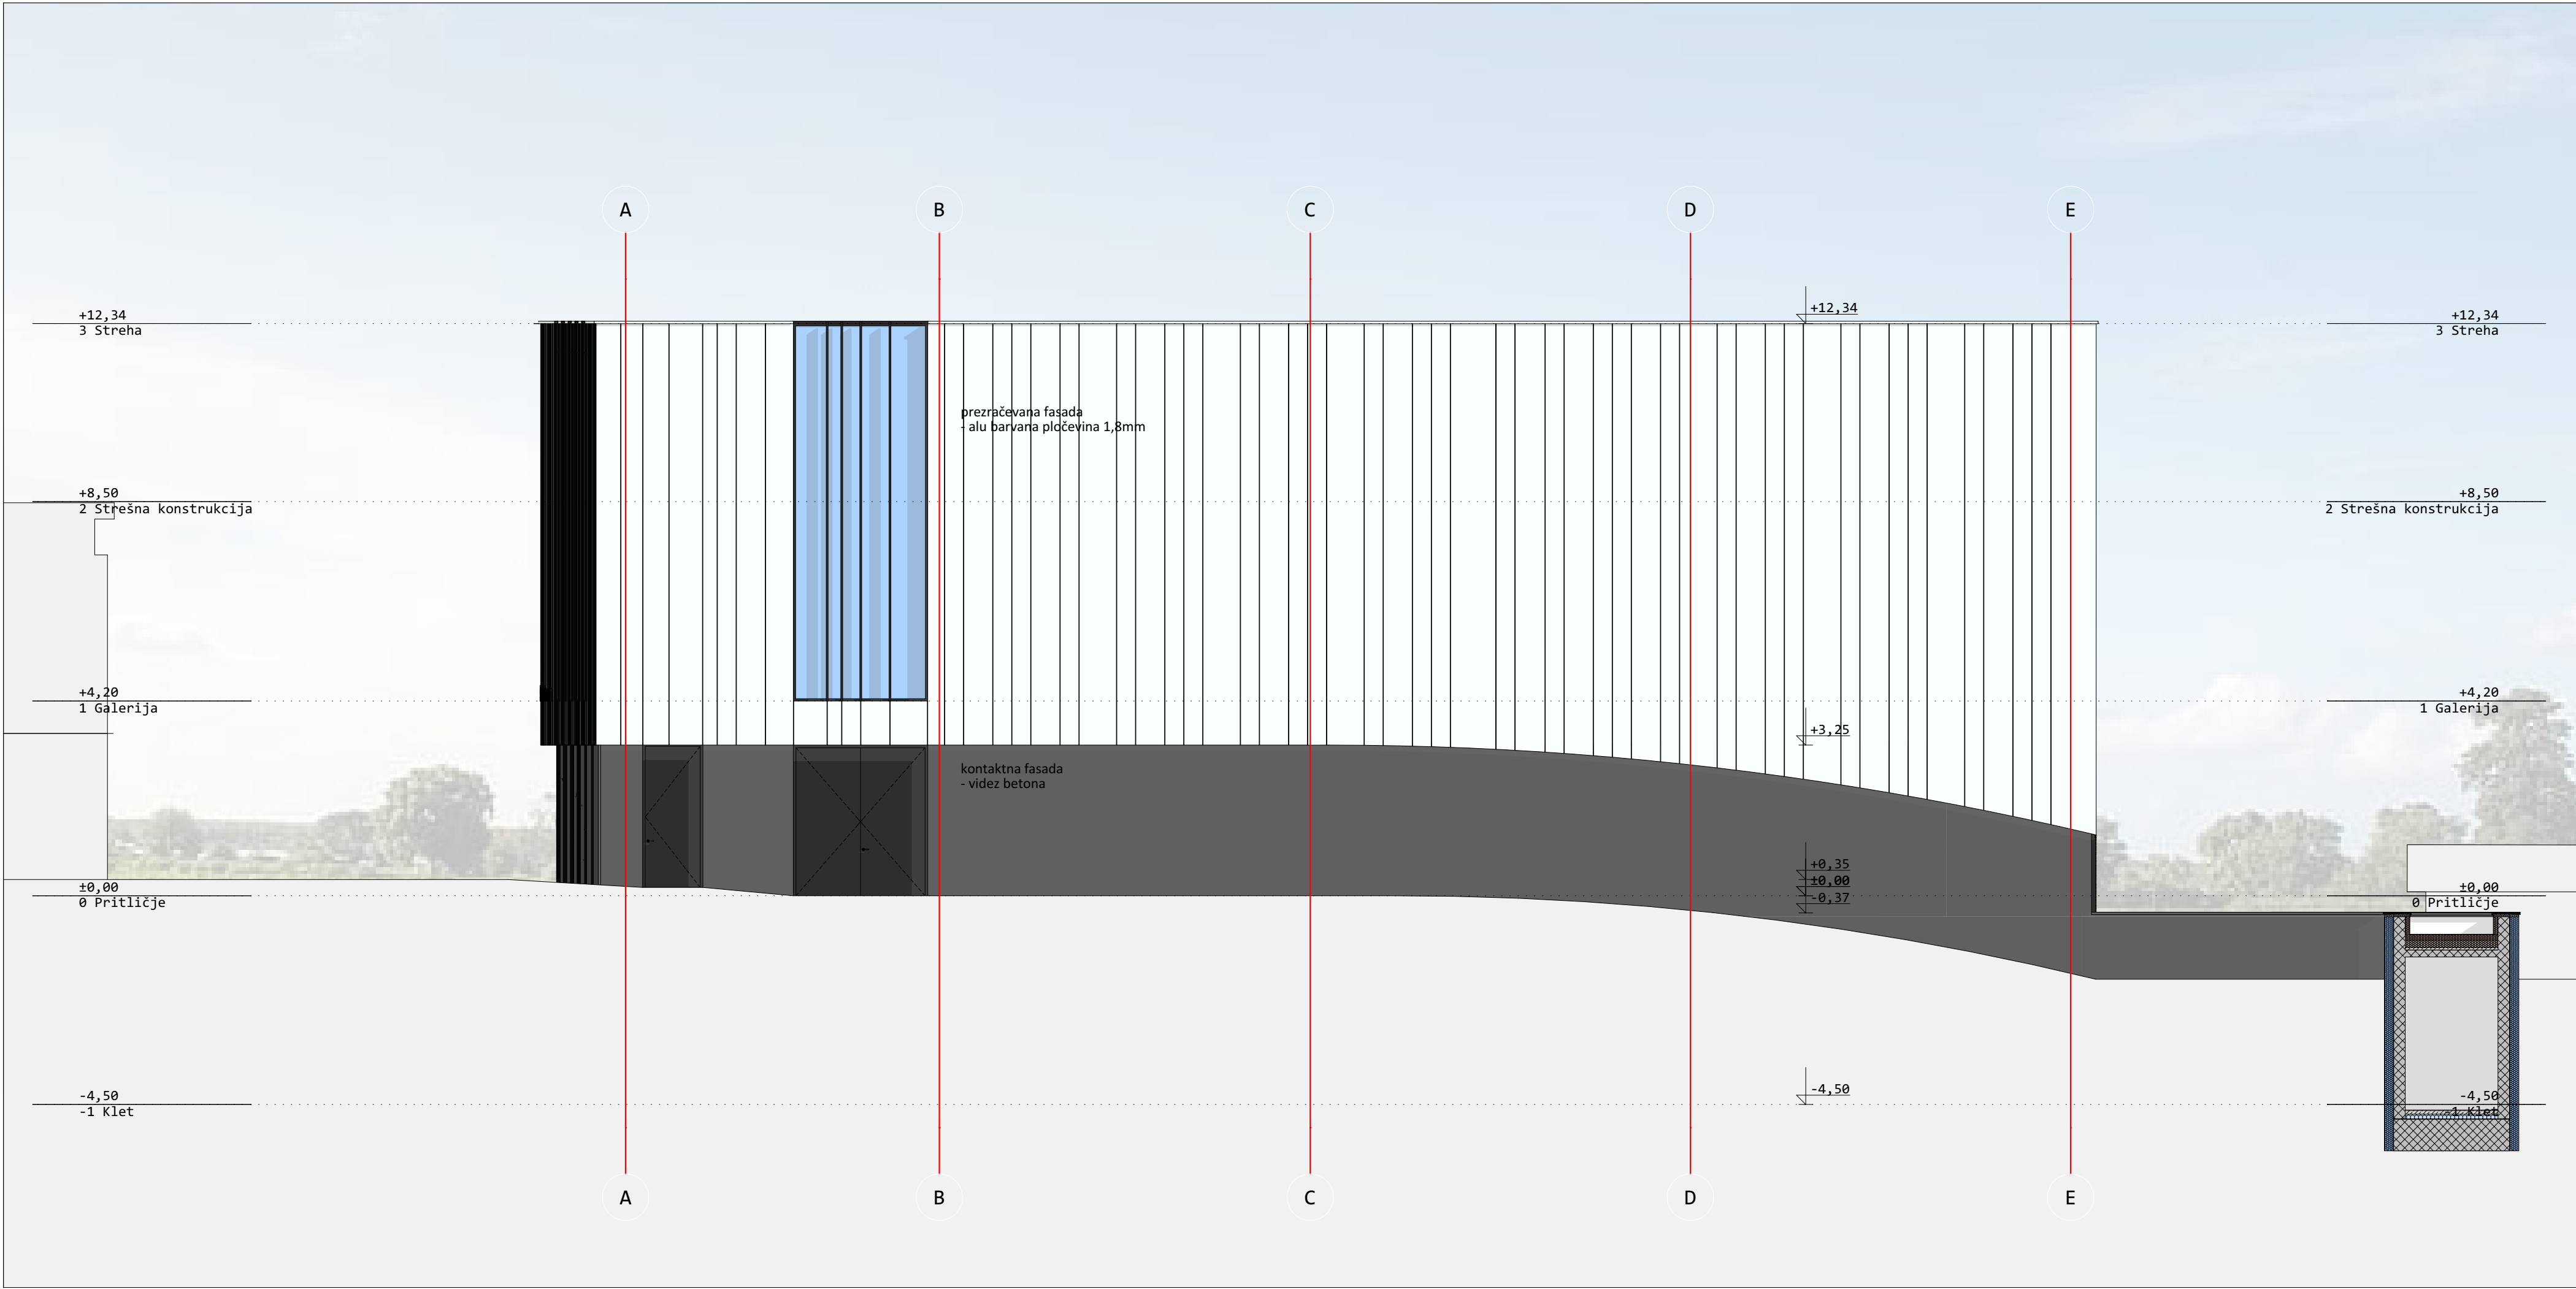 A B C D E
+12,34
3 Streha
+12,34
+12,34
3 Streha
prezračevana fasada
- alu barvana pločevina 1,8mm
+8,50
2 Strešna konstrukcija
+8,50
2 Strešna konstrukcija
+4,20
1 Galerija
+4,20
1 Galerija
+3,25
kontaktna fasada
- videz betona
+0,35
±0,00
-0,37
±0,00
0 Pritličje
±0,00
0 Pritličje
-4,50
-1 Klet
-4,50
-4,50
-1 Klet
A B C D E